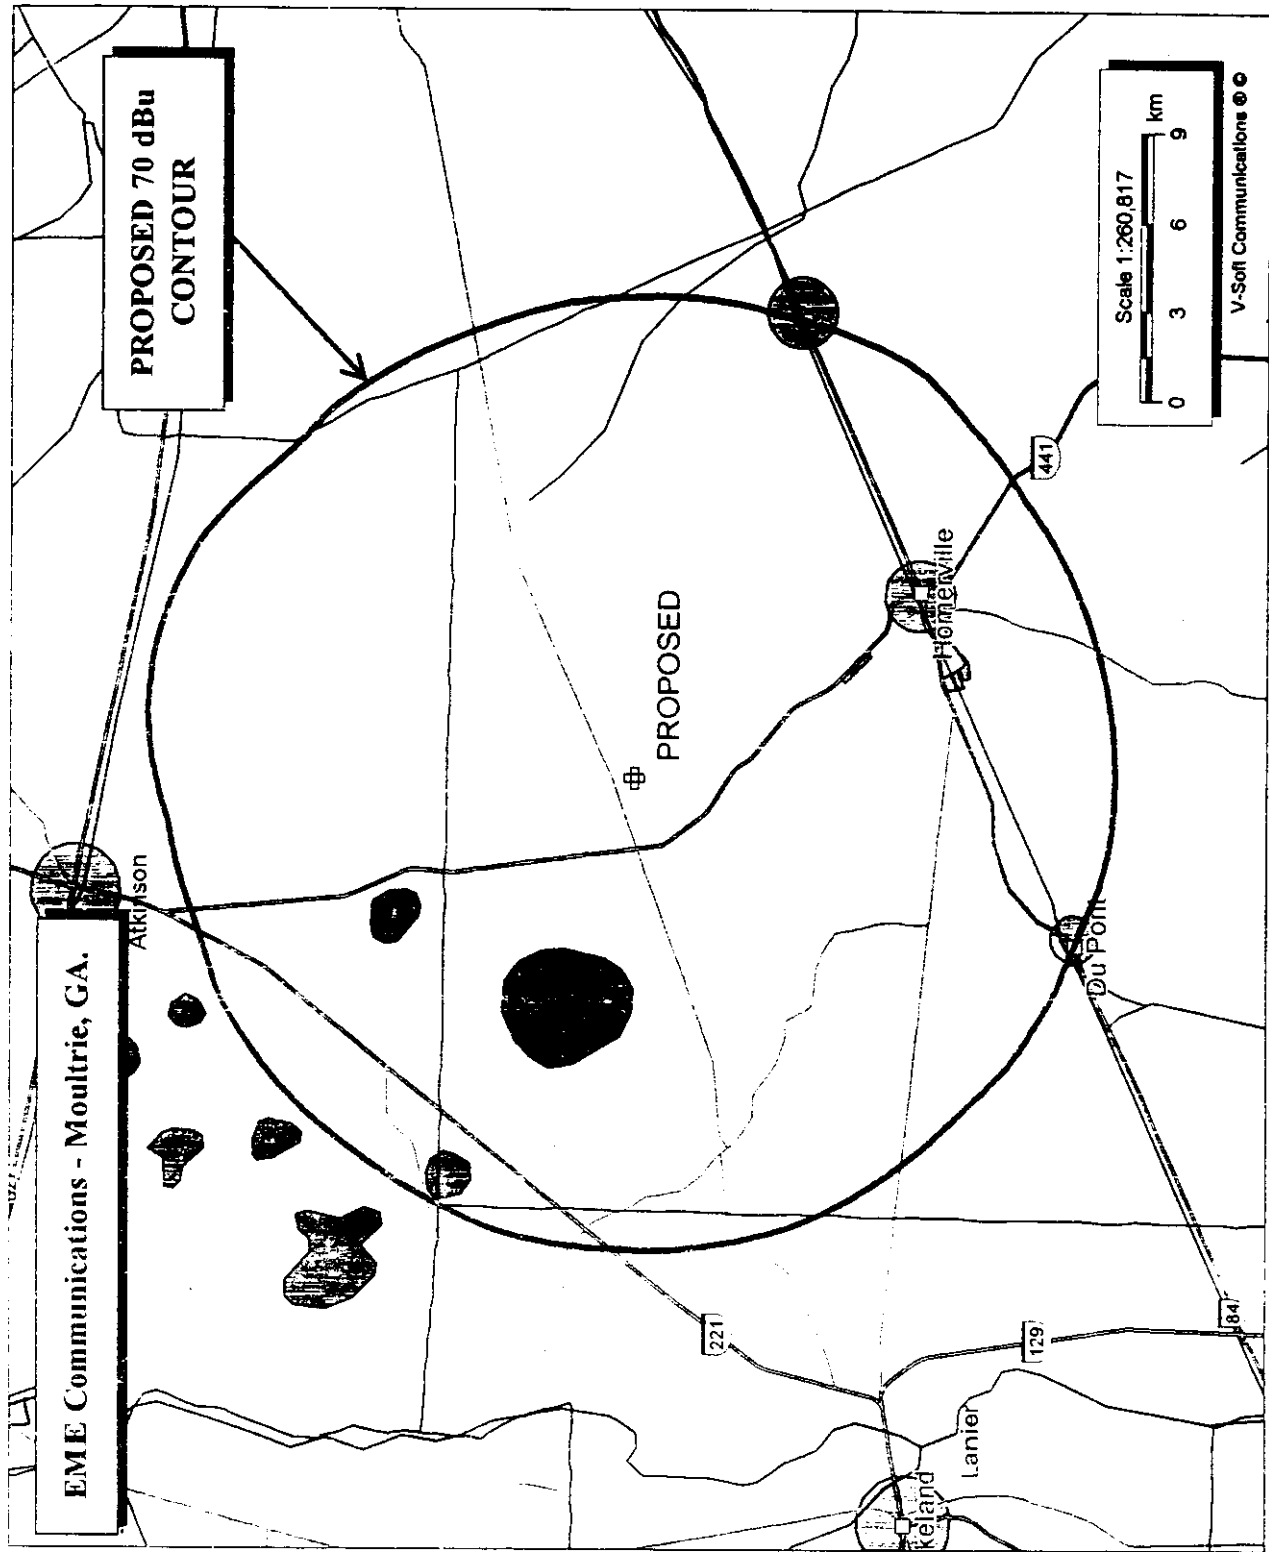 EME Communications - Moultrie, GA.
PROPOSED 70 dBu
CONTOUR
Atkinson
PROPOSED
221
Homerville
441
Du Pont
129
84
keland
Lanier
Scale 1:260,817
km
0 3 6 9
V-Soft Communications ® ©